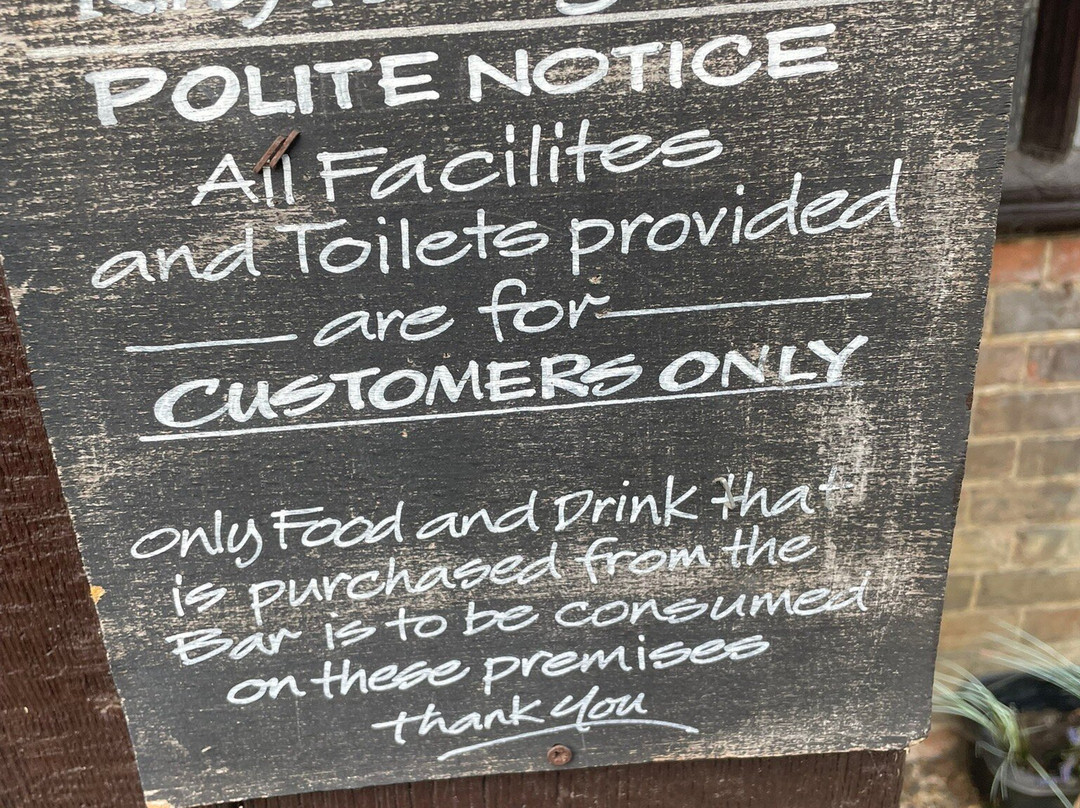 POLITE NOTICE
All Facilites
and Toilets provided
are for
CUSTOMERS ONLY
only Food and Drink that
is purchased from the
Bar is to be consumed
on these premises
thank you